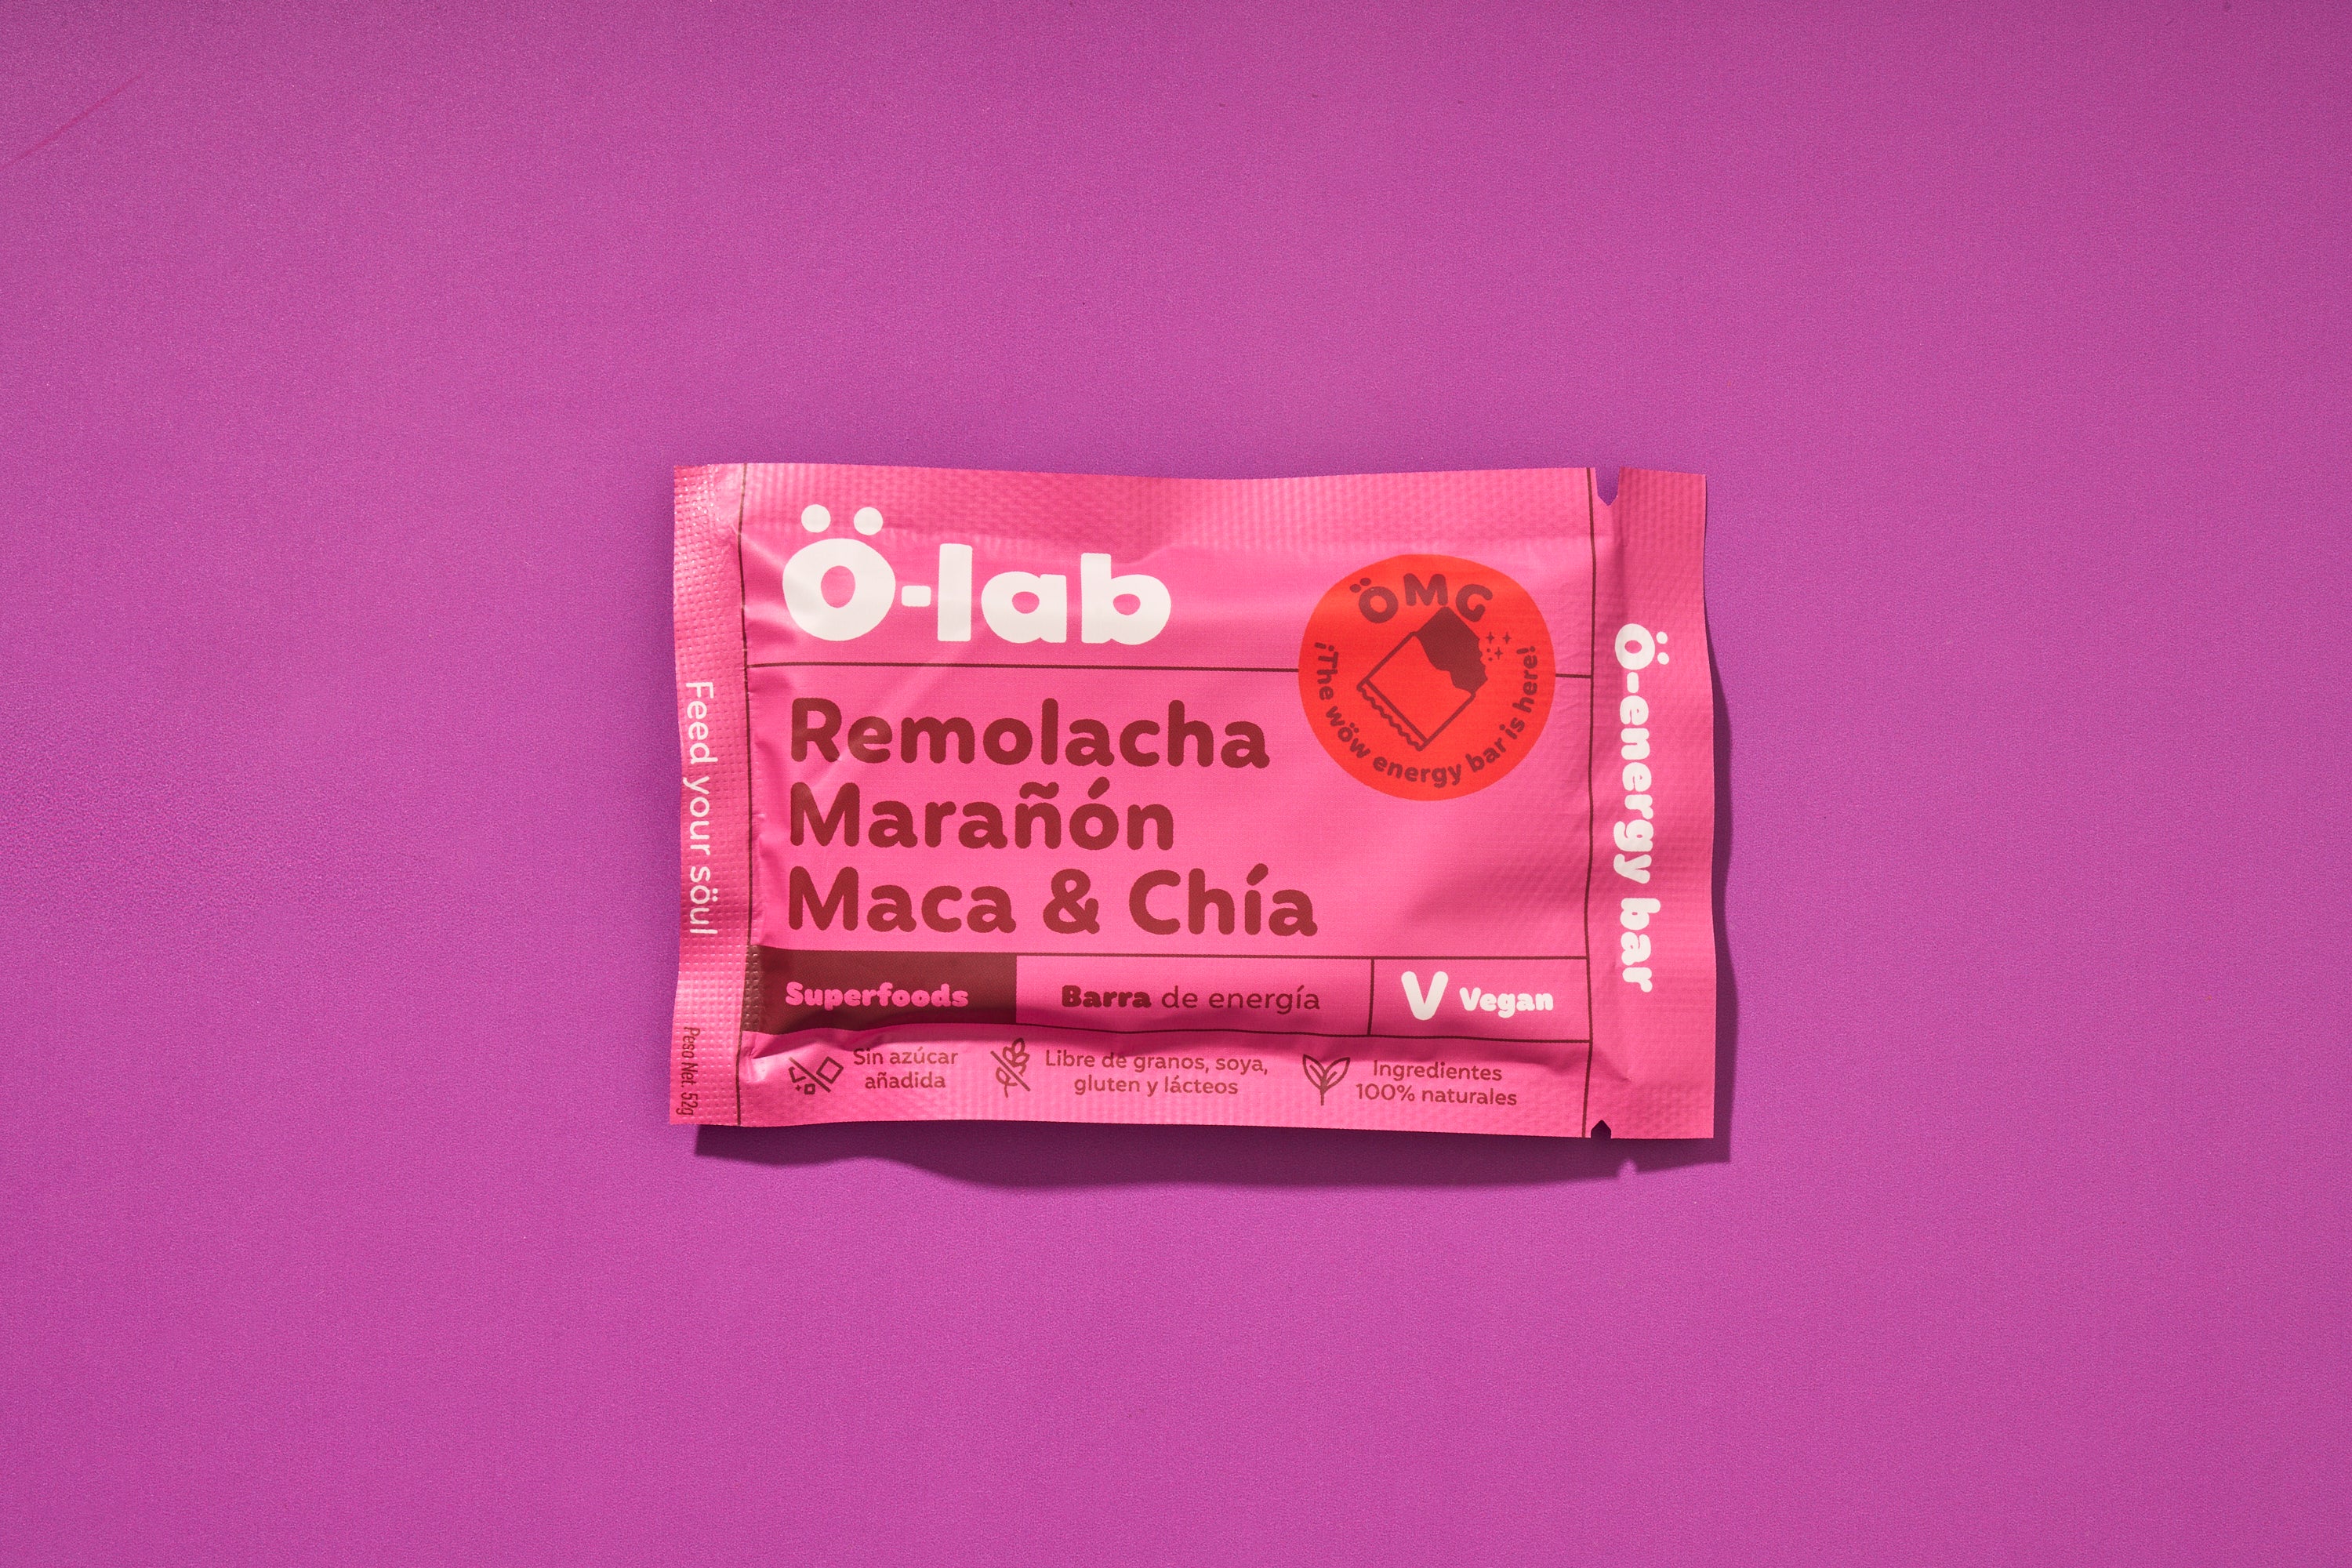 Ö-lab
ÖMG
¡The wöw energy bar is here!
Remolacha
Marañón
Maca & Chía
Superfoods
Barra de energía
V Vegan
Sin azúcar
añadida
Libre de granos, soya,
gluten y lácteos
Ingredientes
100% naturales
Feed your söul
Peso Net. 52g
Ö-energy bar